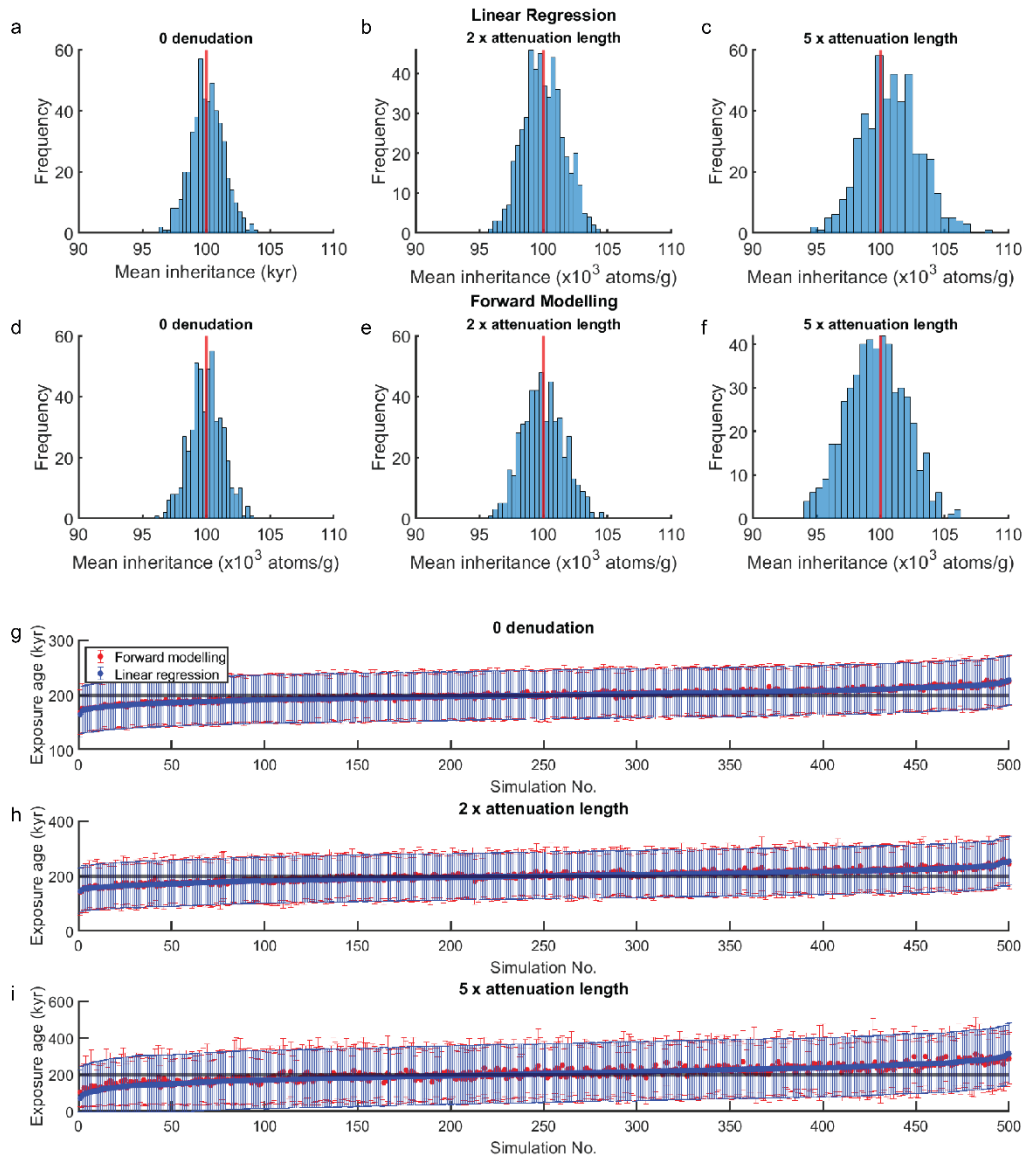 Linear Regression
a
0 denudation
60
40
20
0
Frequency
90 95 100 105 110
Mean inheritance (kyr)
b
2 x attenuation length
40
30
20
10
0
Frequency
90 95 100 105 110
Mean inheritance (x10³ atoms/g)
c
5 x attenuation length
60
40
20
0
Frequency
90 95 100 105 110
Mean inheritance (x10³ atoms/g)
Forward Modelling
d
0 denudation
60
40
20
0
Frequency
90 95 100 105 110
Mean inheritance (x10³ atoms/g)
e
2 x attenuation length
60
40
20
0
Frequency
90 95 100 105 110
Mean inheritance (x10³ atoms/g)
f
5 x attenuation length
40
30
20
10
0
Frequency
90 95 100 105 110
Mean inheritance (x10³ atoms/g)
g
0 denudation
Exposure age (kyr)
300
200
100
Forward modelling
Linear regression
0 50 100 150 200 250 300 350 400 450 500
Simulation No.
h
2 x attenuation length
Exposure age (kyr)
400
200
0
0 50 100 150 200 250 300 350 400 450 500
Simulation No.
i
5 x attenuation length
Exposure age (kyr)
600
400
200
0
0 50 100 150 200 250 300 350 400 450 500
Simulation No.